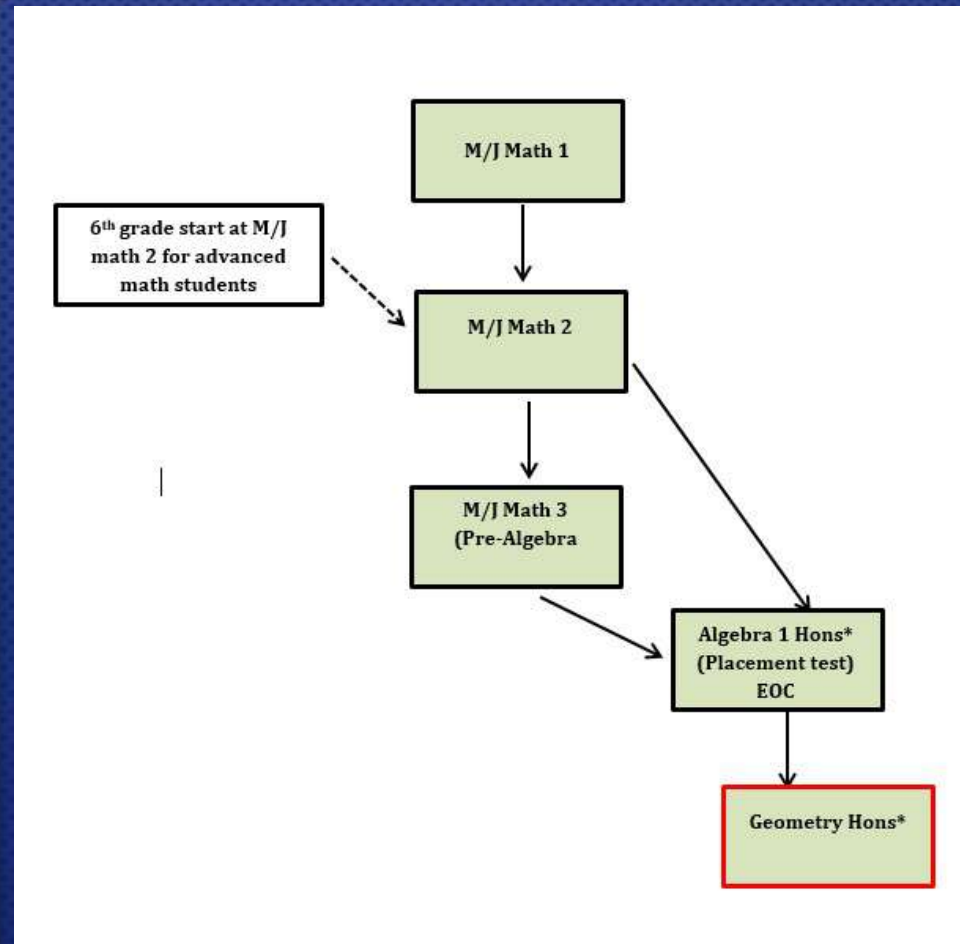 M/J Math 1
6th grade start at M/J
math 2 for advanced
math students
M/J Math 2
M/J Math 3
(Pre-Algebra
Algebra 1 Hons*
(Placement test)
EOC
Geometry Hons*